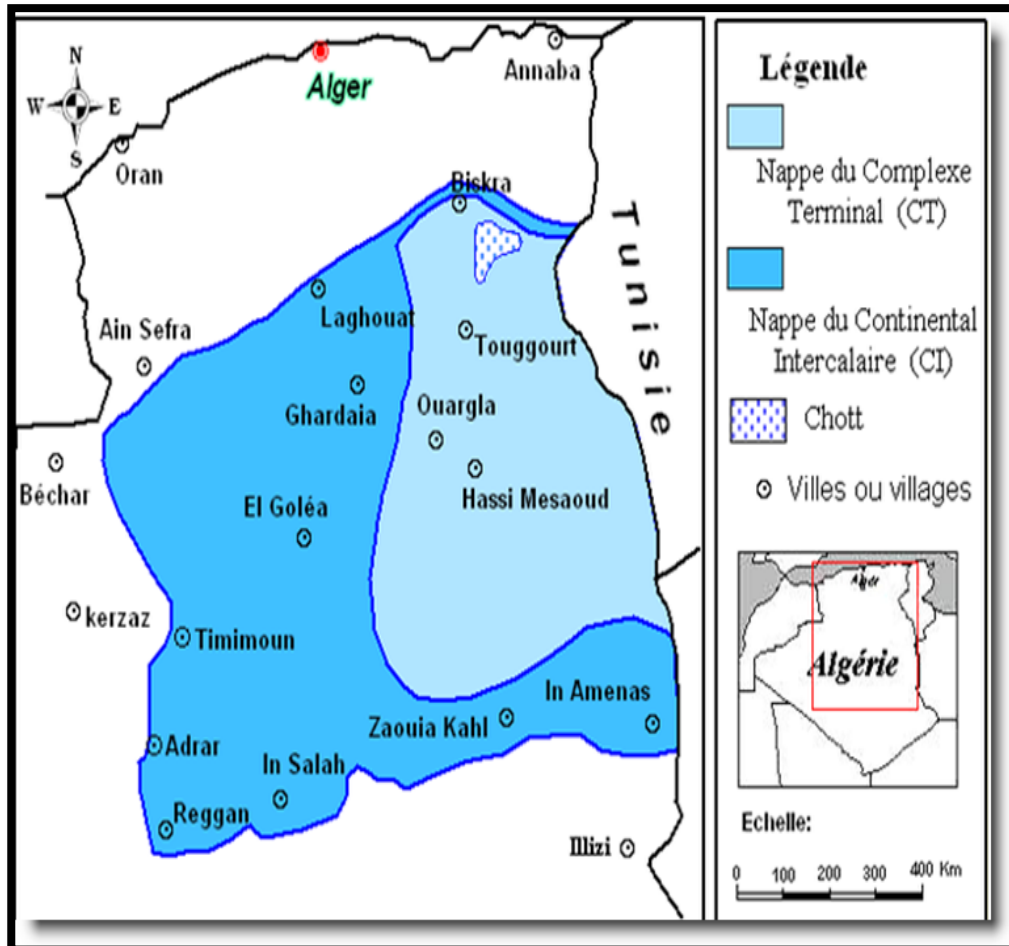 N
W E
S
Alger
Annaba
Oran
Biskra
Tunisie
Laghouat
Ain Sefra
Touggourt
Ghardaia
Ouargla
Béchar
Hassi Mesaoud
El Goléa
kerzaz
Timimoun
In Amenas
Zaouia Kahl
Adrar
In Salah
Reggan
Illizi
Légende
Nappe du Complexe
Terminal (CT)
Nappe du Continental
Intercalaire (CI)
Chott
Villes ou villages
Alger
Algérie
Echelle:
0 100 200 300 400 Km